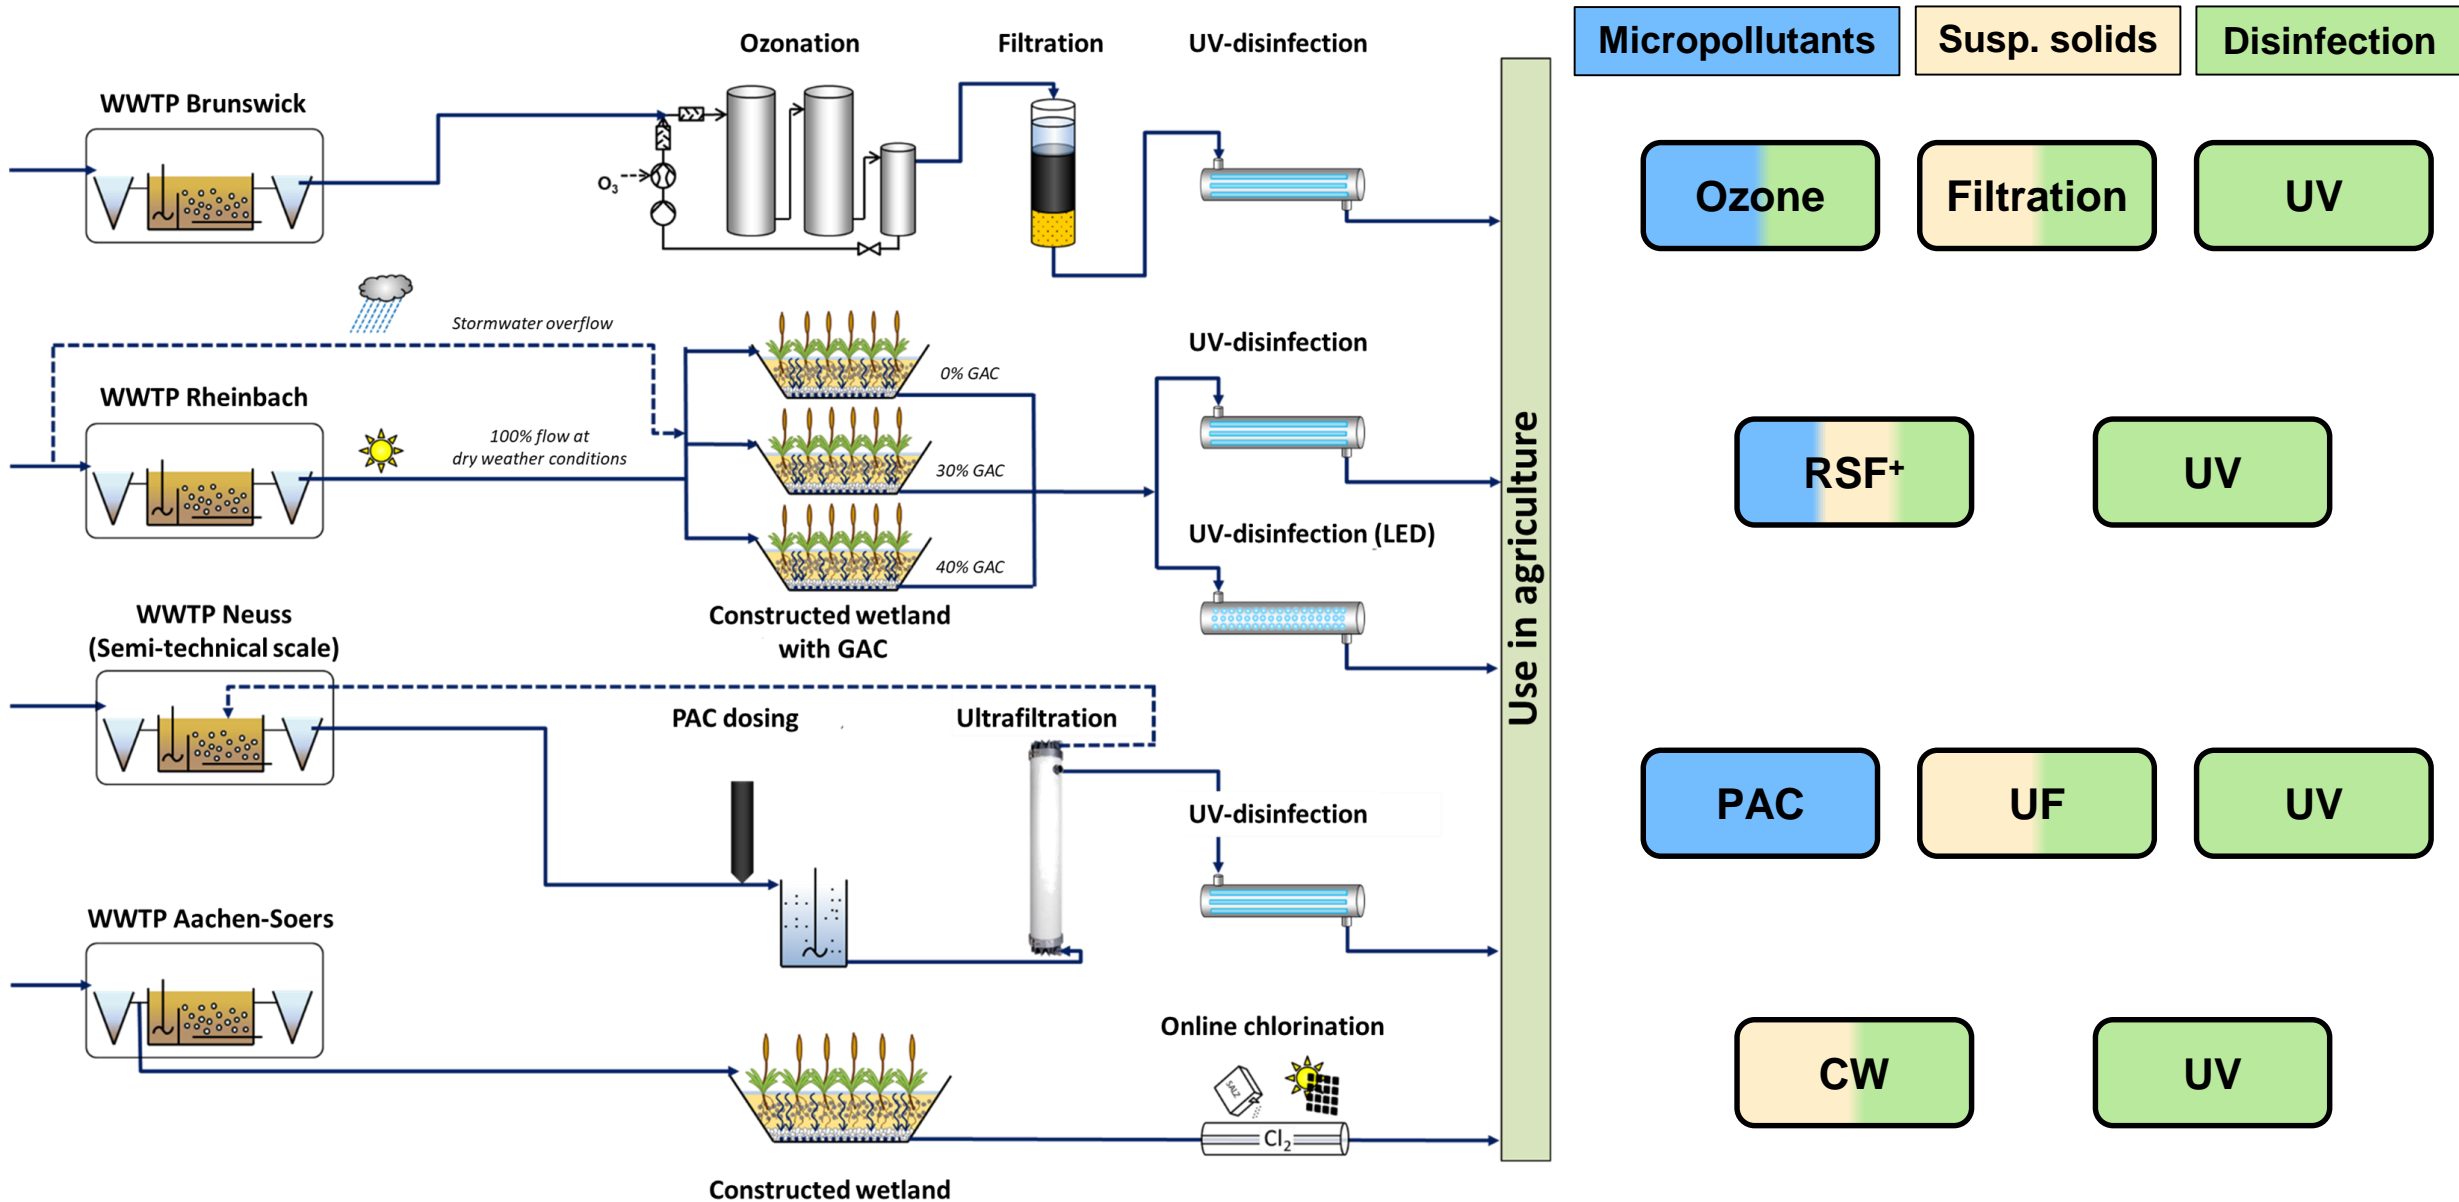 Ozonation
Filtration
UV-disinfection
Micropollutants
Susp. solids
Disinfection
WWTP Brunswick
O3
Ozone
Filtration
UV
Stormwater overflow
WWTP Rheinbach
100% flow at
dry weather conditions
0% GAC
30% GAC
40% GAC
Constructed wetland
with GAC
UV-disinfection
UV-disinfection (LED)
Use in agriculture
RSF+
UV
WWTP Neuss
(Semi-technical scale)
PAC dosing
Ultrafiltration
UV-disinfection
PAC
UF
UV
WWTP Aachen-Soers
Constructed wetland
Online chlorination
SALZ
Cl2
CW
UV